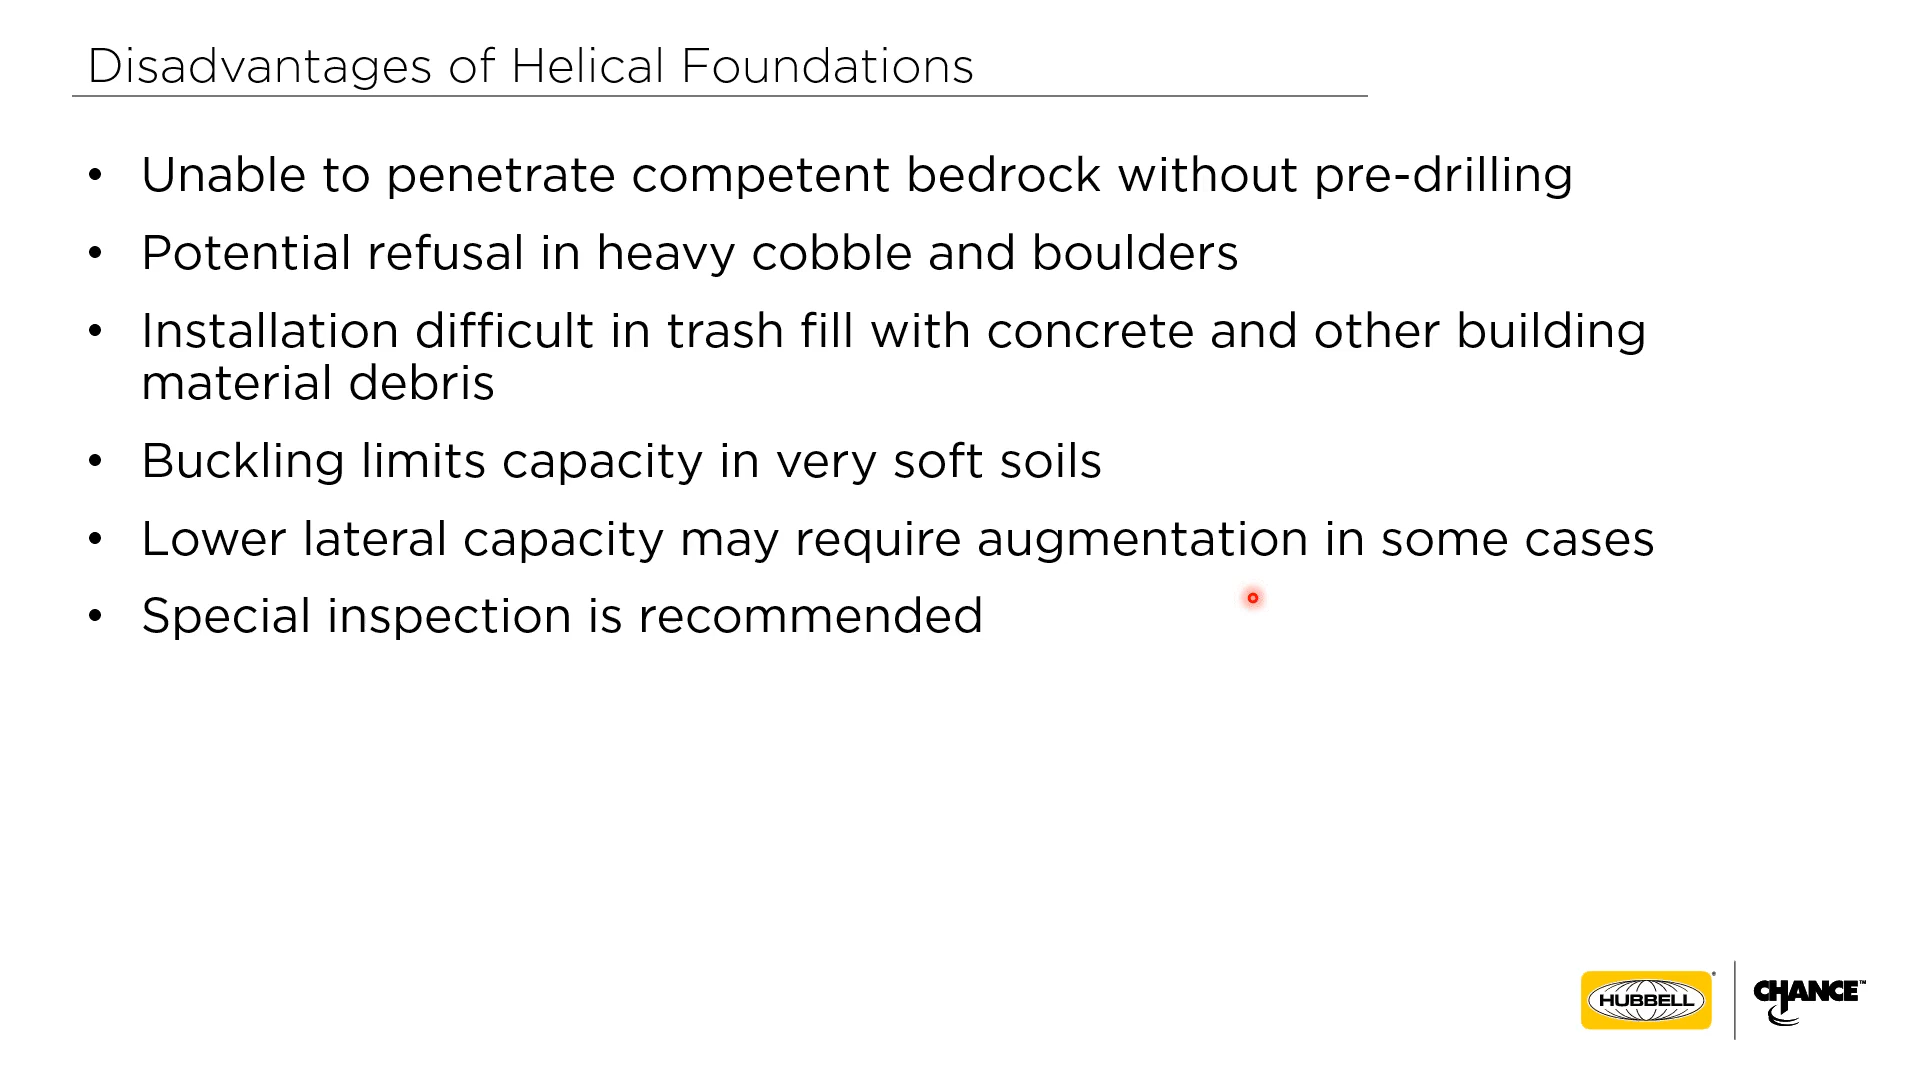 Disadvantages of Helical Foundations
• Unable to penetrate competent bedrock without pre-drilling
• Potential refusal in heavy cobble and boulders
• Installation difficult in trash fill with concrete and other building
material debris
• Buckling limits capacity in very soft soils
• Lower lateral capacity may require augmentation in some cases
• Special inspection is recommended
HUBBELL®
CHANCE™